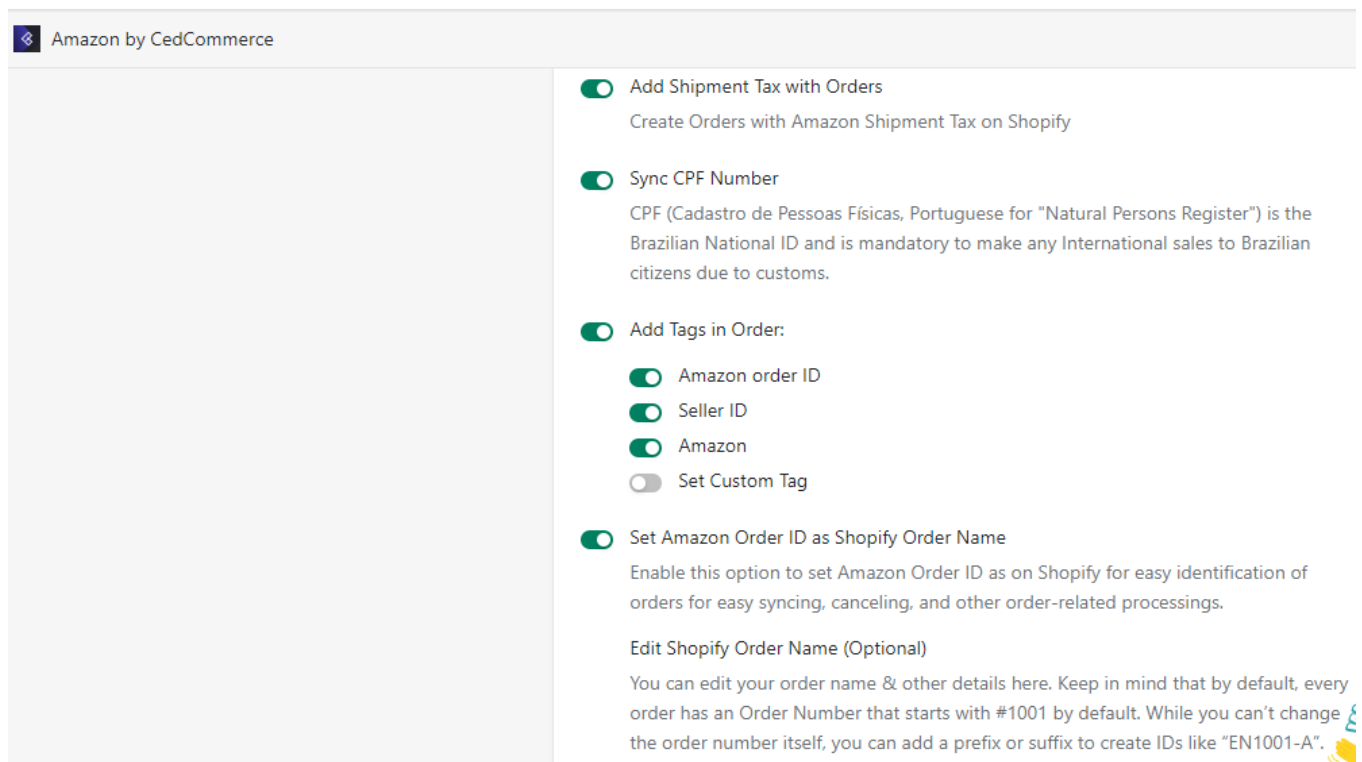 Amazon by CedCommerce
Add Shipment Tax with Orders
Create Orders with Amazon Shipment Tax on Shopify
Sync CPF Number
CPF (Cadastro de Pessoas Físicas, Portuguese for "Natural Persons Register") is the
Brazilian National ID and is mandatory to make any International sales to Brazilian
citizens due to customs.
Add Tags in Order:
Amazon order ID
Seller ID
Amazon
Set Custom Tag
Set Amazon Order ID as Shopify Order Name
Enable this option to set Amazon Order ID as on Shopify for easy identification of
orders for easy syncing, canceling, and other order-related processings.
Edit Shopify Order Name (Optional)
You can edit your order name & other details here. Keep in mind that by default, every
order has an Order Number that starts with #1001 by default. While you can’t change
the order number itself, you can add a prefix or suffix to create IDs like “EN1001-A”.